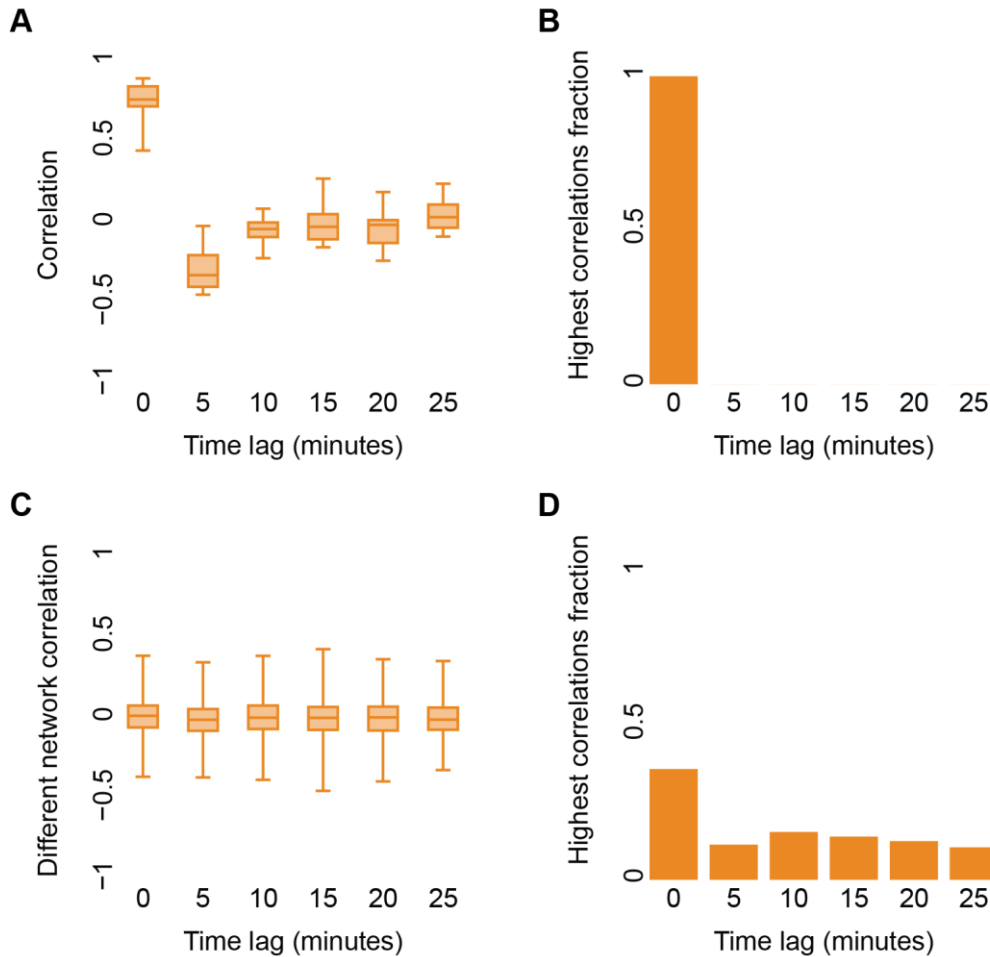 A
Correlation
1
0.5
0
−0.5
−1
0 5 10 15 20 25
Time lag (minutes)
B
Highest correlations fraction
1
0.5
0
0 5 10 15 20 25
Time lag (minutes)
C
Different network correlation
1
0.5
0
−0.5
−1
0 5 10 15 20 25
Time lag (minutes)
D
Highest correlations fraction
1
0.5
0
0 5 10 15 20 25
Time lag (minutes)